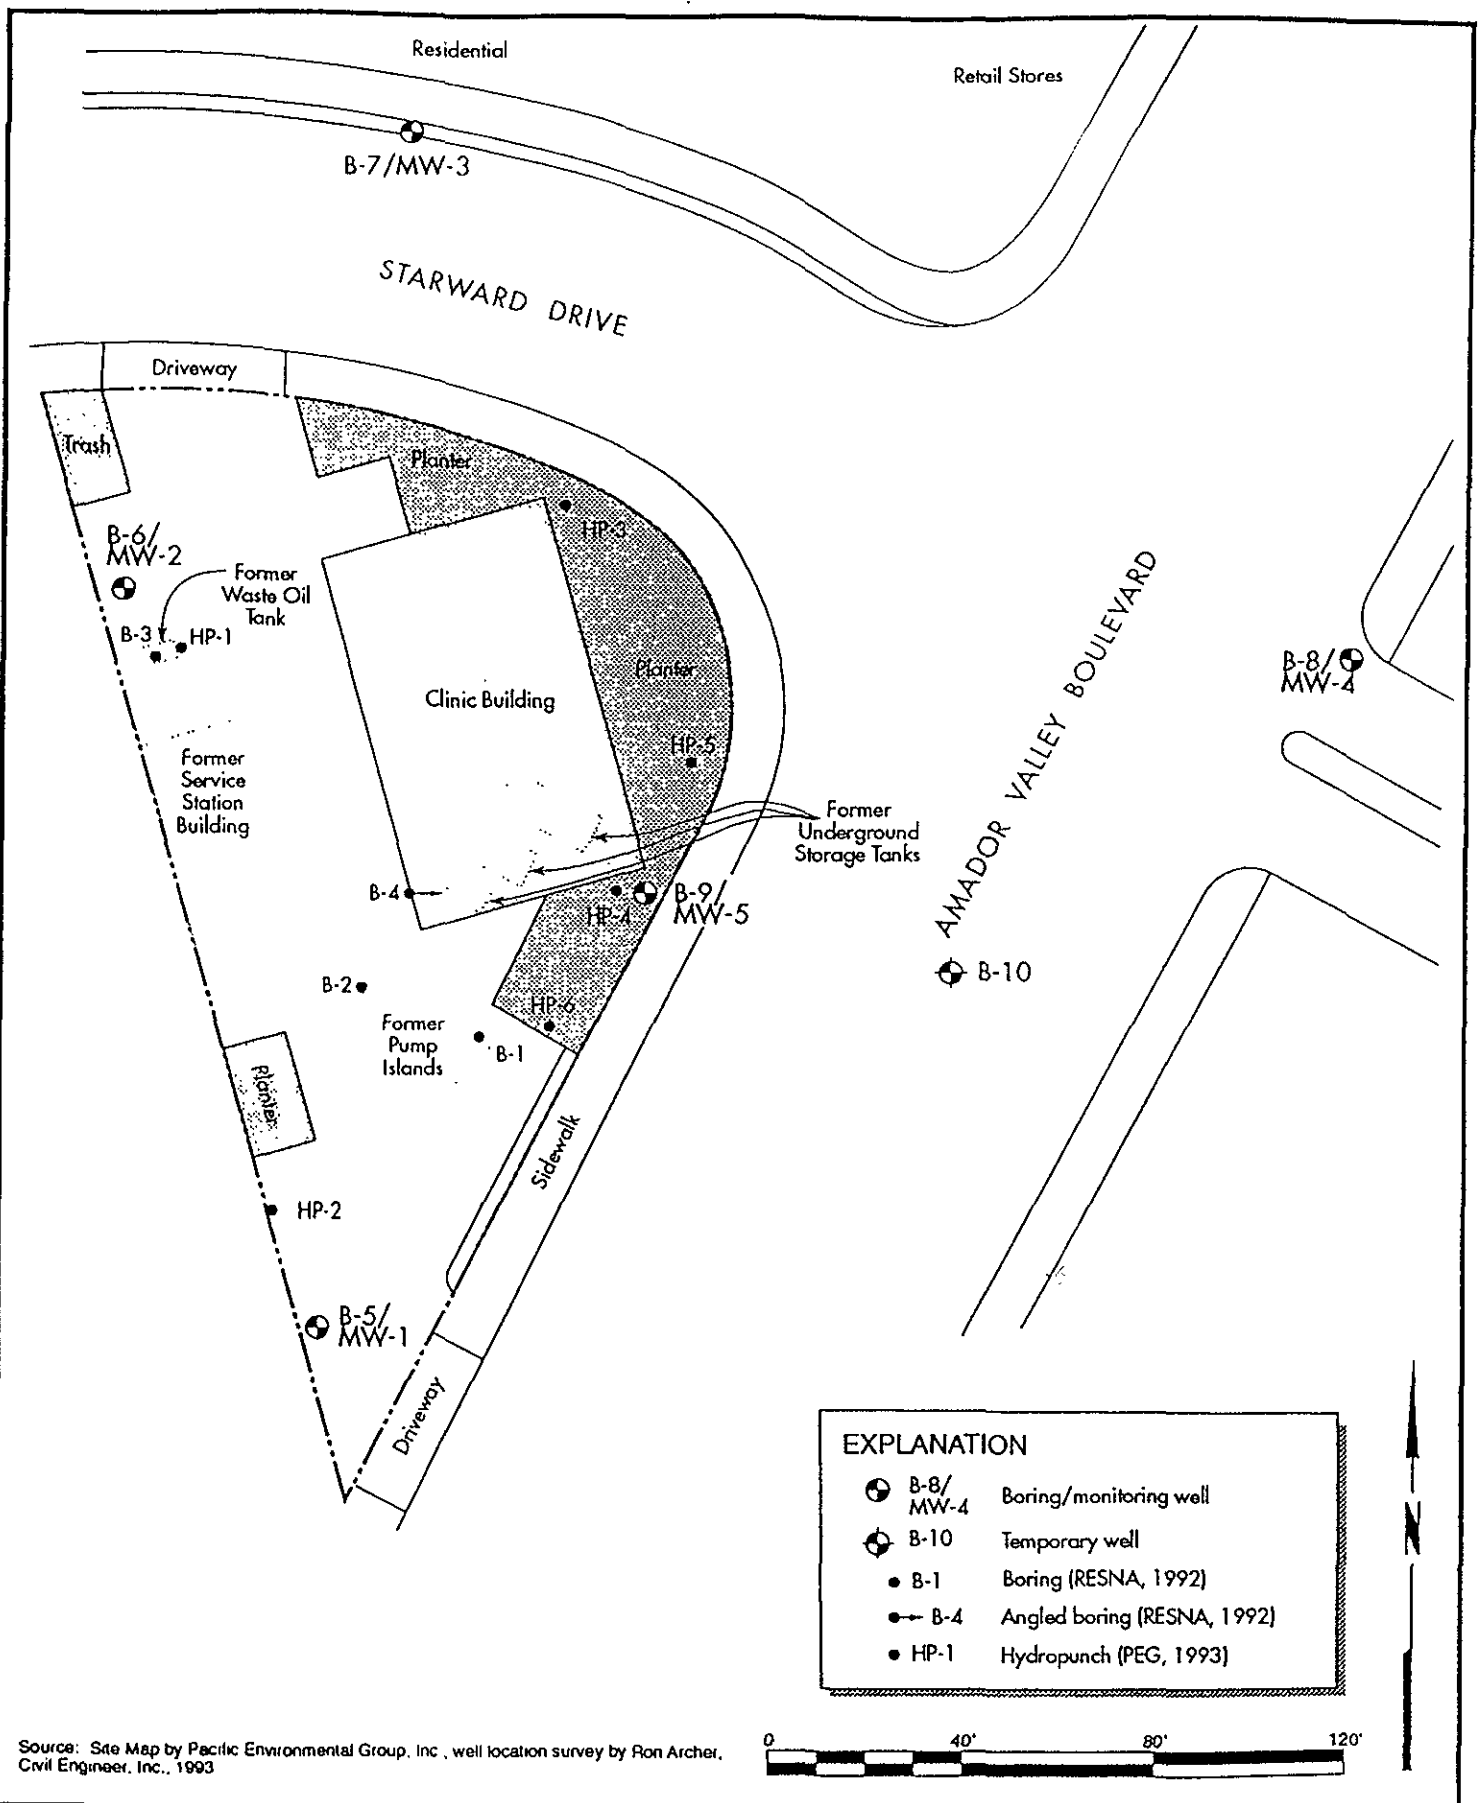 Residential
Retail Stores
B-7/MW-3
STARWARD DRIVE
Driveway
Trash
Planter
HP-3
B-6/
MW-2
Former
Waste Oil
Tank
B-3
HP-1
Planter
Clinic Building
HP-5
AMADOR VALLEY BOULEVARD
B-8/
MW-4
Former
Service
Station
Building
Former
Underground
Storage Tanks
B-4
HP-4
B-9/
MW-5
B-10
B-2
HP-6
Former
Pump
Islands
B-1
Planter
Sidewalk
HP-2
B-5/
MW-1
Driveway
EXPLANATION
B-8/
MW-4 Boring/monitoring well
B-10 Temporary well
B-1 Boring (RESNA, 1992)
B-4 Angled boring (RESNA, 1992)
HP-1 Hydropunch (PEG, 1993)
N
0 40' 80' 120'
Source: Site Map by Pacific Environmental Group, Inc , well location survey by Ron Archer,
Civil Engineer, Inc., 1993